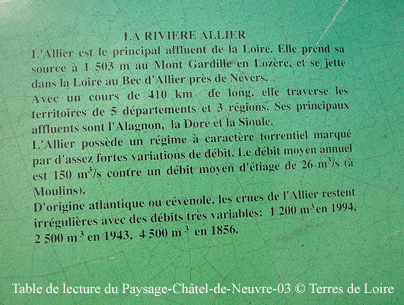 LA RIVIERE ALLIER
L'Allier est le principal affluent de la Loire. Elle prend sa
source à 1 503 m au Mont Gardille en Lozère, et se jette
dans la Loire au Bec d'Allier près de Nevers.
Avec un cours de 410 km de long, elle traverse les
territoires de 5 départements et 3 régions. Ses principaux
affluents sont l'Alagnon, la Dore et la Sioule.
L'Allier possède un régime à caractère torrentiel marqué
par d'assez fortes variations de débit. Le débit moyen annuel
est 150 m³/s contre un débit moyen d'étiage de 26 m³/s (à
Moulins).
D'origine atlantique ou cévenole, les crues de l'Allier restent
irrégulières avec des débits très variables: 1 200 m³ en 1994,
2 500 m³ en 1943, 4 500 m³ en 1856.
Table de lecture du Paysage-Châtel-de-Neuvre-03 © Terres de Loire